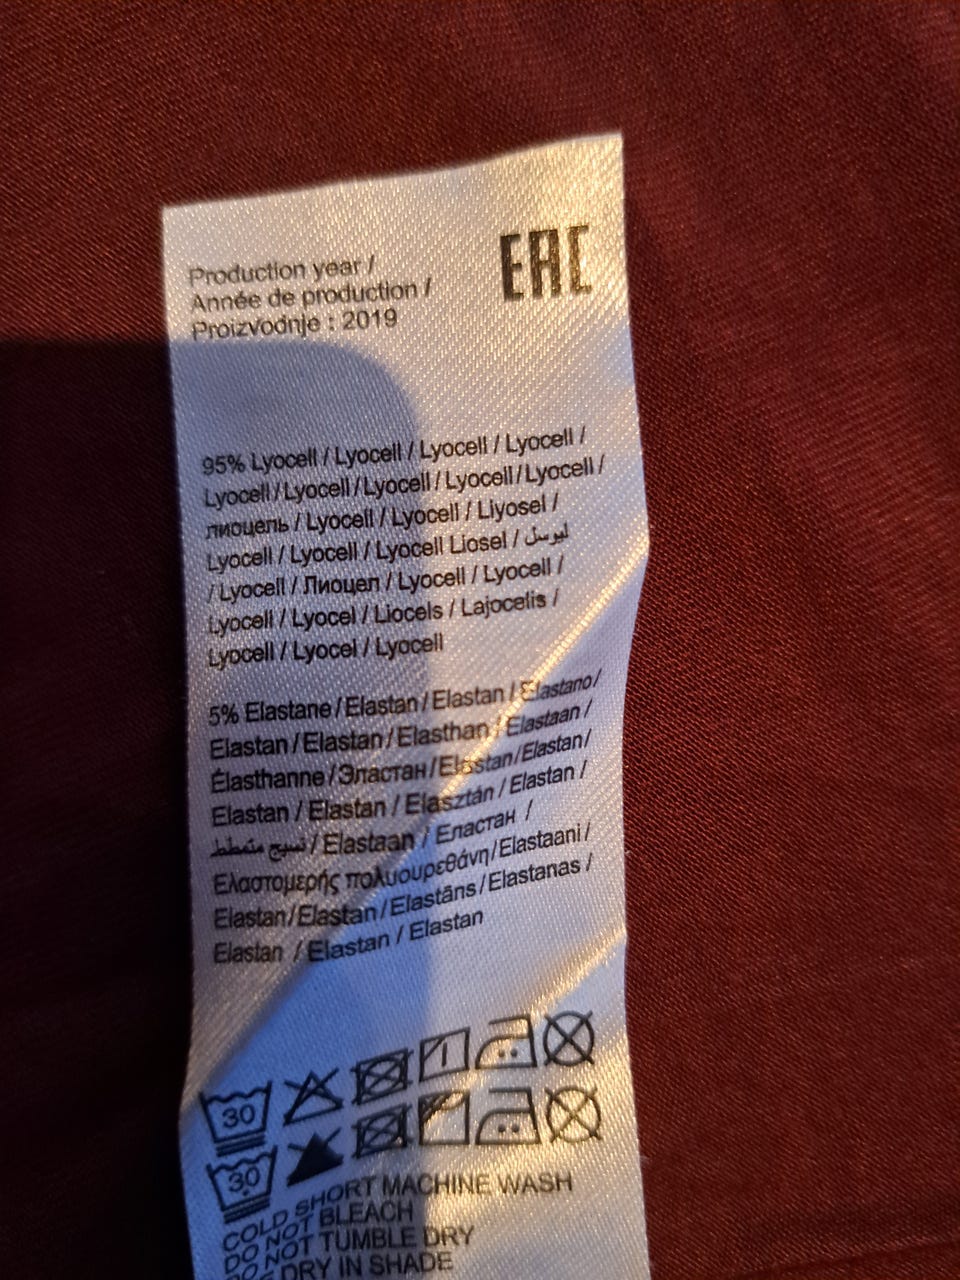 Production year /
Année de production /
Proizvodnje : 2019
EAC
95% Lyocell / Lyocell / Lyocell / Lyocell /
Lyocell / Lyocell / Lyocell / Lyocell / Lyocell /
лиоцель / Lyocell / Lyocell / Liyosel /
Lyocell / Lyocell / Lyocell Liosel / ليوسل
/ Lyocell / Лиоцел / Lyocell / Lyocell /
Lyocell / Lyocel / Liocels / Lajocelis /
Lyocell / Lyocel / Lyocell
5% Elastane / Elastan / Elastan / Elastano /
Elastan / Elastan / Elasthan / Elastaan /
Élasthanne / Эластан / Elastan / Elastan /
Elastan / Elastan / Elasztán / Elastan /
نسيج مطط / Elastaan / Еластан /
Ελαστομερής πολυουρεθάνη / Elastaani /
Elastan / Elastan / Elastāns / Elastanas /
Elastan / Elastan / Elastan
30
30
COLD SHORT MACHINE WASH
DO NOT BLEACH
DO NOT TUMBLE DRY
DRY IN SHADE